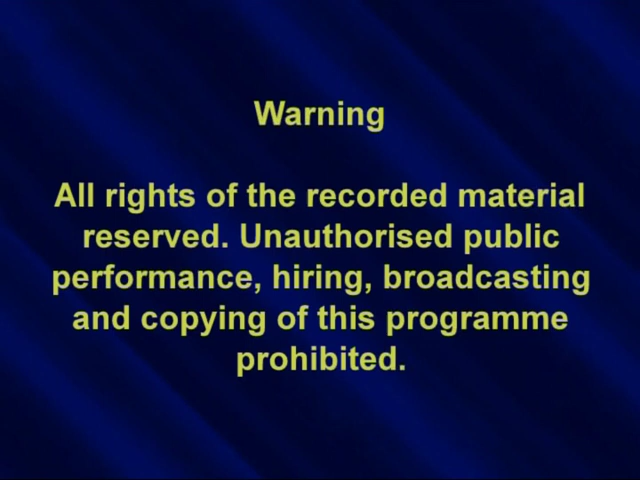 Warning
All rights of the recorded material
reserved. Unauthorised public
performance, hiring, broadcasting
and copying of this programme
prohibited.